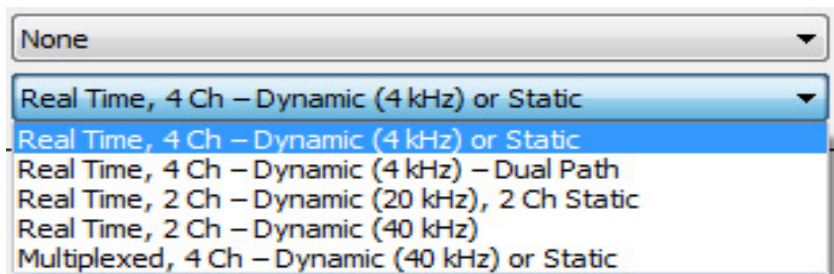 None
Real Time, 4 Ch – Dynamic (4 kHz) or Static
Real Time, 4 Ch – Dynamic (4 kHz) or Static
Real Time, 4 Ch – Dynamic (4 kHz) – Dual Path
Real Time, 2 Ch – Dynamic (20 kHz), 2 Ch Static
Real Time, 2 Ch – Dynamic (40 kHz)
Multiplexed, 4 Ch – Dynamic (40 kHz) or Static